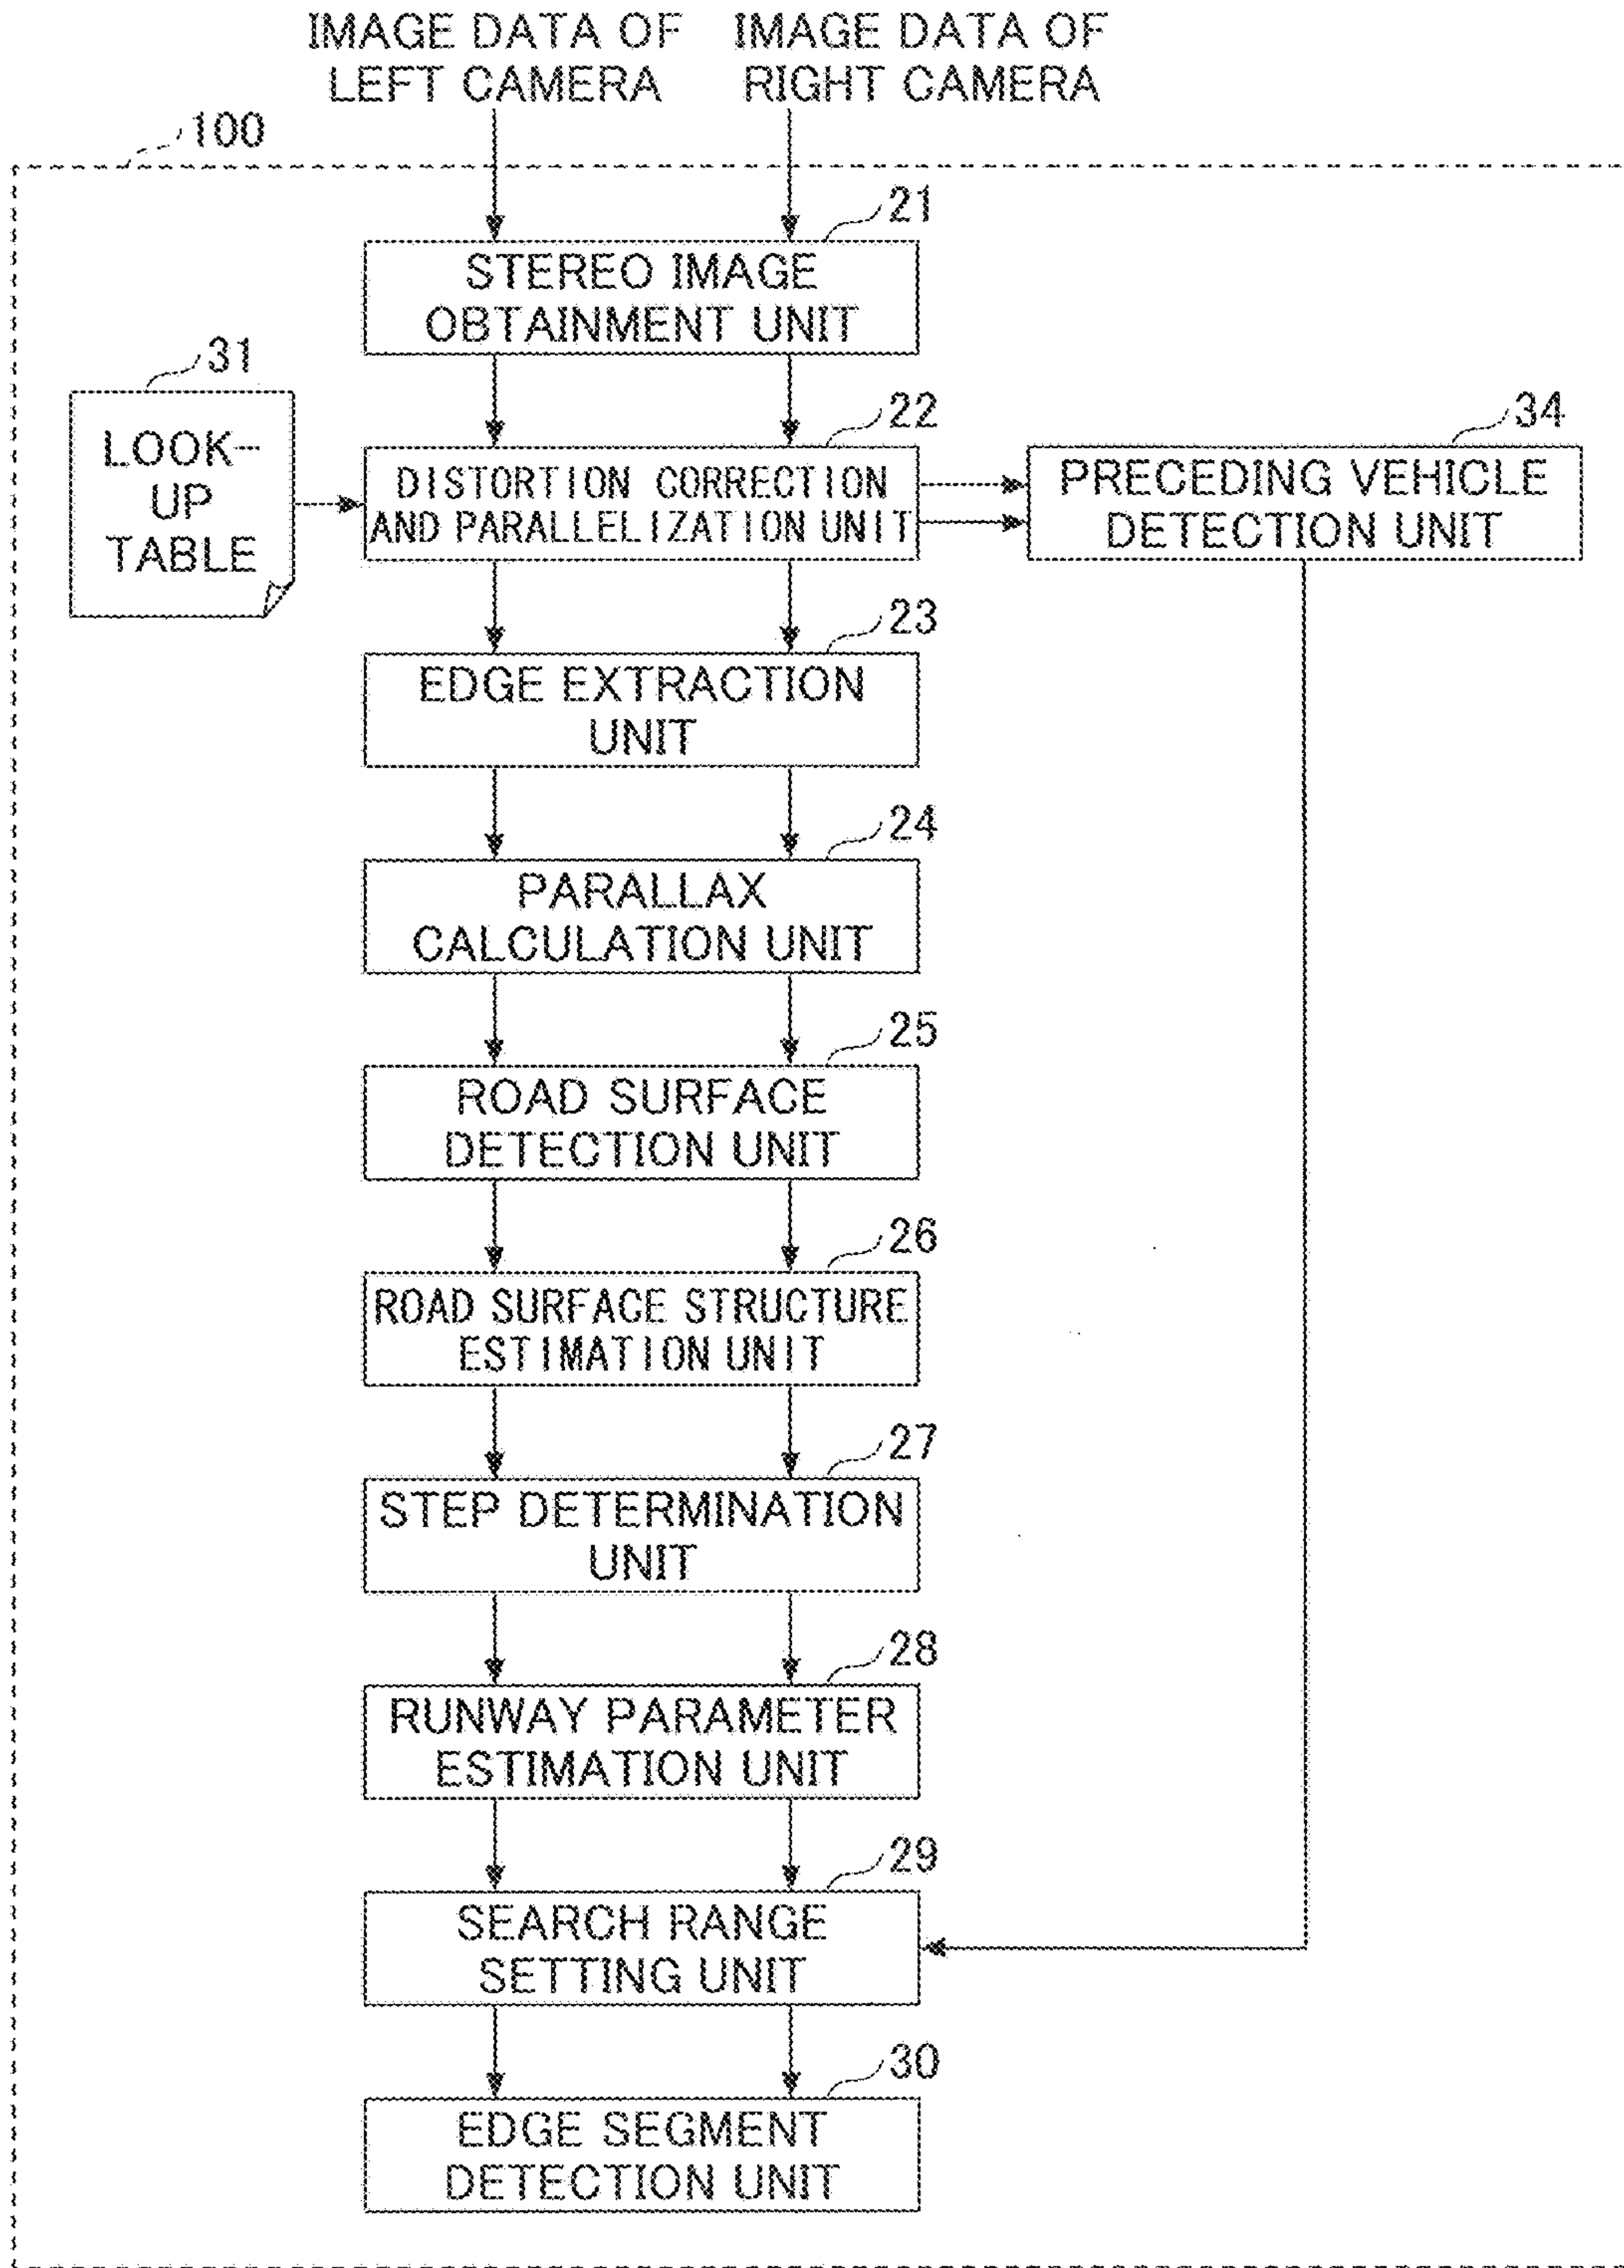 IMAGE DATA OF
LEFT CAMERA
IMAGE DATA OF
RIGHT CAMERA
100
21
STEREO IMAGE
OBTAINMENT UNIT
31
LOOK-
UP
TABLE
22
DISTORTION CORRECTION
AND PARALLELIZATION UNIT
34
PRECEDING VEHICLE
DETECTION UNIT
23
EDGE EXTRACTION
UNIT
24
PARALLAX
CALCULATION UNIT
25
ROAD SURFACE
DETECTION UNIT
26
ROAD SURFACE STRUCTURE
ESTIMATION UNIT
27
STEP DETERMINATION
UNIT
28
RUNWAY PARAMETER
ESTIMATION UNIT
29
SEARCH RANGE
SETTING UNIT
30
EDGE SEGMENT
DETECTION UNIT